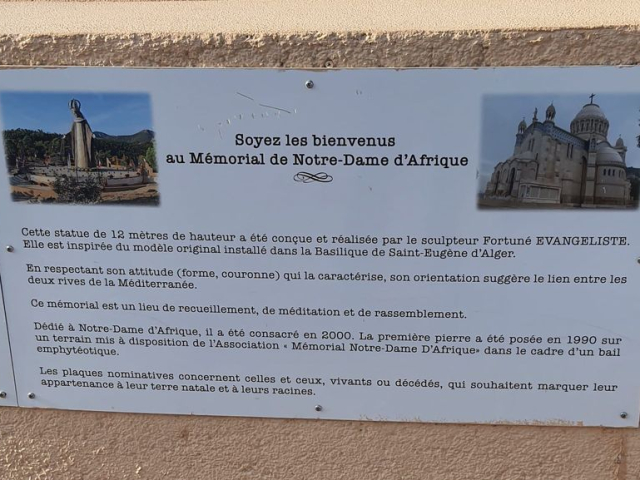 Soyez les bienvenus
au Mémorial de Notre-Dame d'Afrique
Cette statue de 12 mètres de hauteur a été conçue et réalisée par le sculpteur Fortuné EVANGELISTE.
Elle est inspirée du modèle original installé dans la Basilique de Saint-Eugène d'Alger.
En respectant son attitude (forme, couronne) qui la caractérise, son orientation suggère le lien entre les
deux rives de la Méditerranée.
Ce mémorial est un lieu de recueillement, de méditation et de rassemblement.
Dédié à Notre-Dame d'Afrique, il a été consacré en 2000. La première pierre a été posée en 1990 sur
un terrain mis à disposition de l'Association « Mémorial Notre-Dame D'Afrique» dans le cadre d'un bail
emphytéotique.
Les plaques nominatives concernent celles et ceux, vivants ou décédés, qui souhaitent marquer leur
appartenance à leur terre natale et à leurs racines.